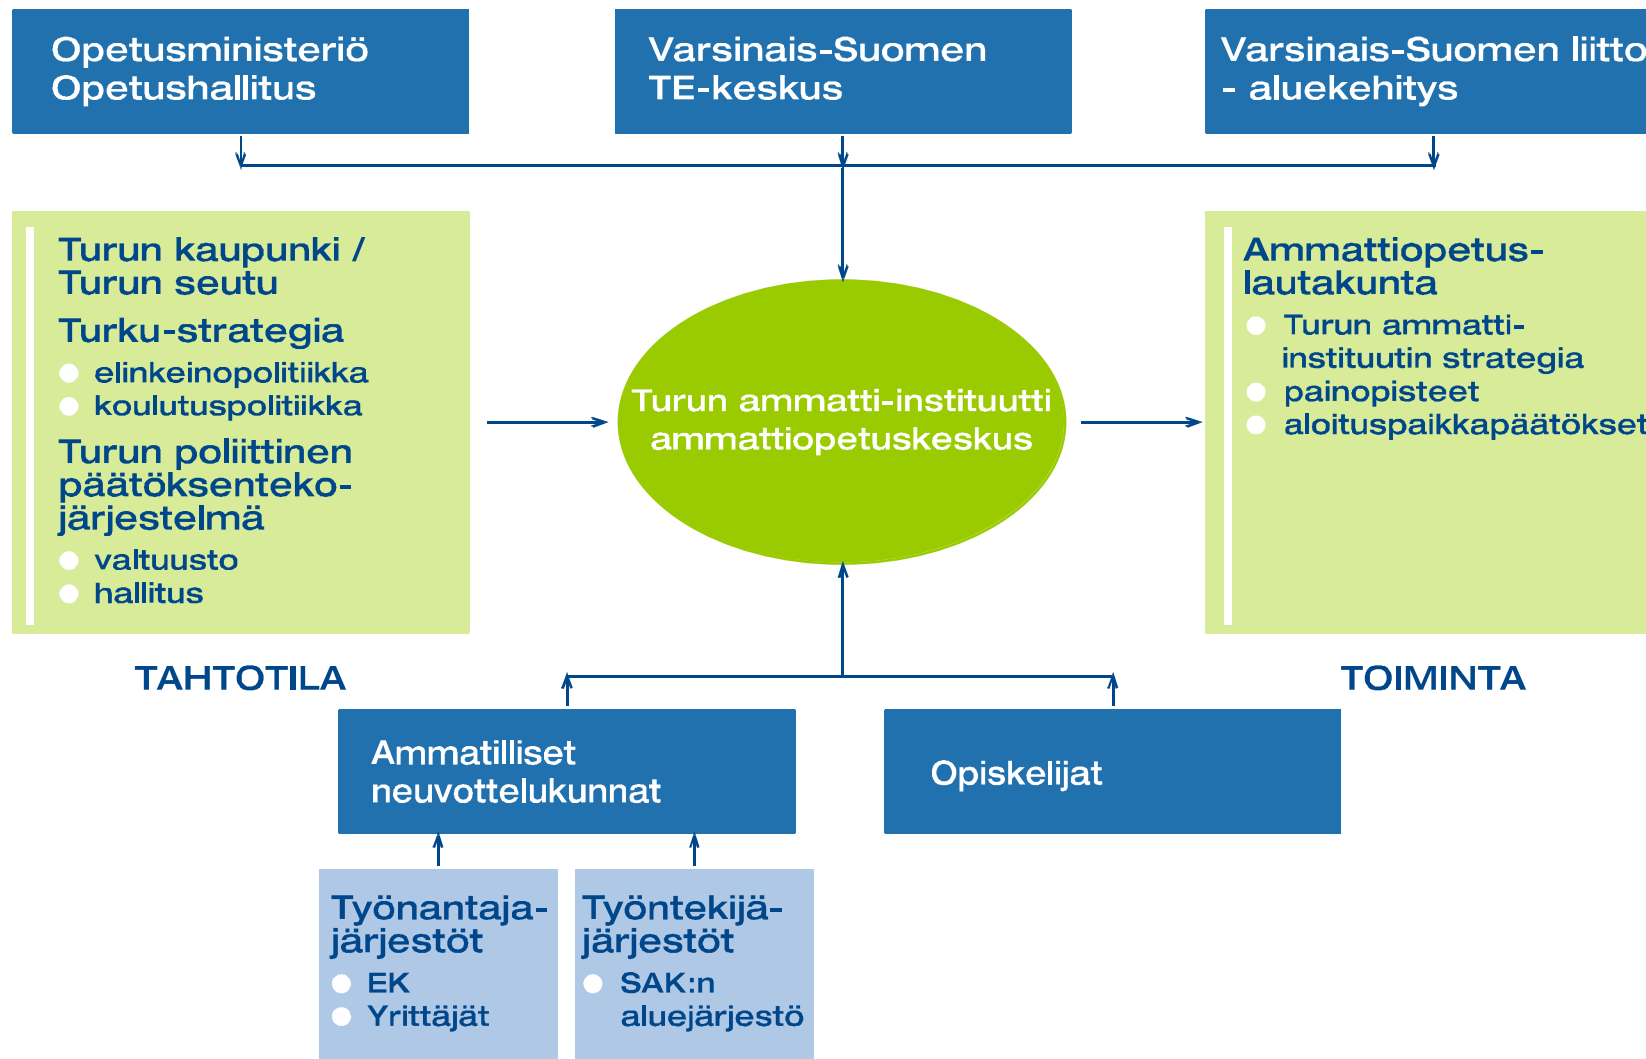 Opetusministeriö
Opetushallitus
Varsinais-Suomen
TE-keskus
Varsinais-Suomen liitto
- aluekehitys
Turun kaupunki /
Turun seutu
Turku-strategia
elinkeinopolitiikka
koulutuspolitiikka
Turun poliittinen
päätöksenteko-
järjestelmä
valtuusto
hallitus
TAHTOTILA
Turun ammatti-instituutti
ammattiopetuskeskus
Ammattiopetus-
lautakunta
Turun ammatti-
instituutin strategia
painopisteet
aloituspaikkapäätökset
TOIMINTA
Ammatilliset
neuvottelukunnat
Opiskelijat
Työnantaja-
järjestöt
EK
Yrittäjät
Työntekijä-
järjestöt
SAK:n
aluejärjestö